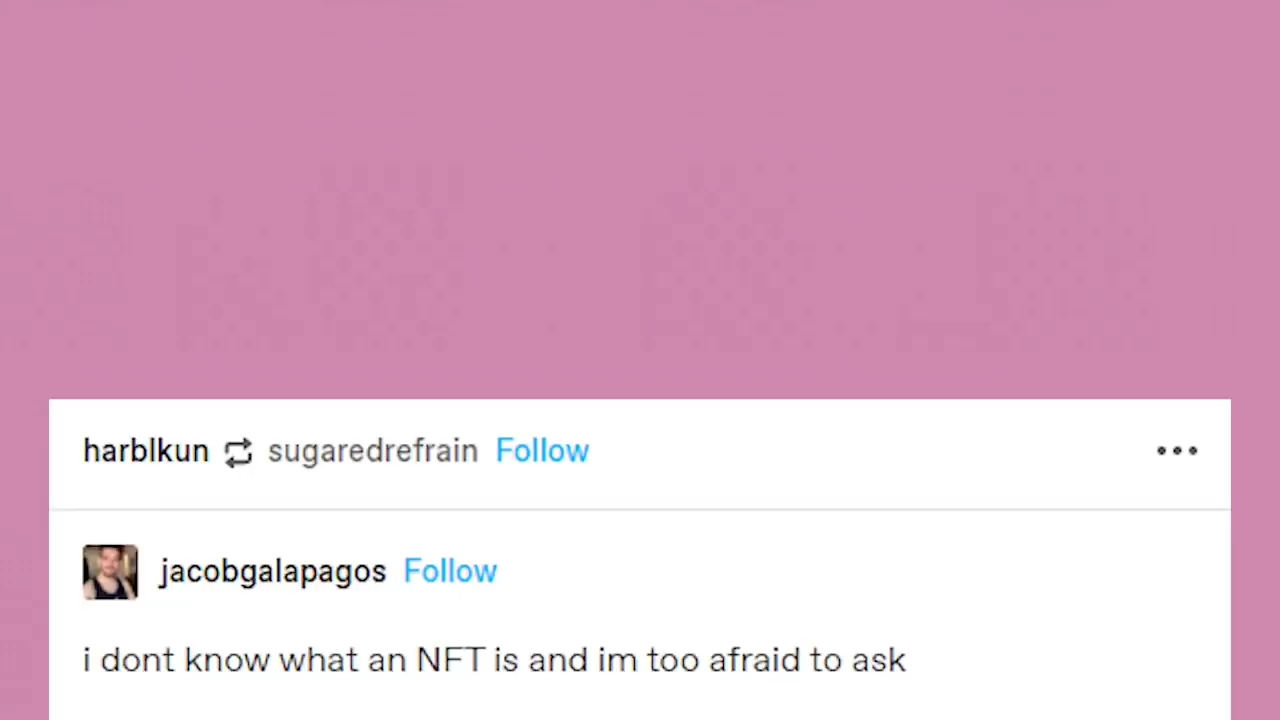 harblkun sugaredrefrain Follow
jacobgalapagos Follow
i dont know what an NFT is and im too afraid to ask